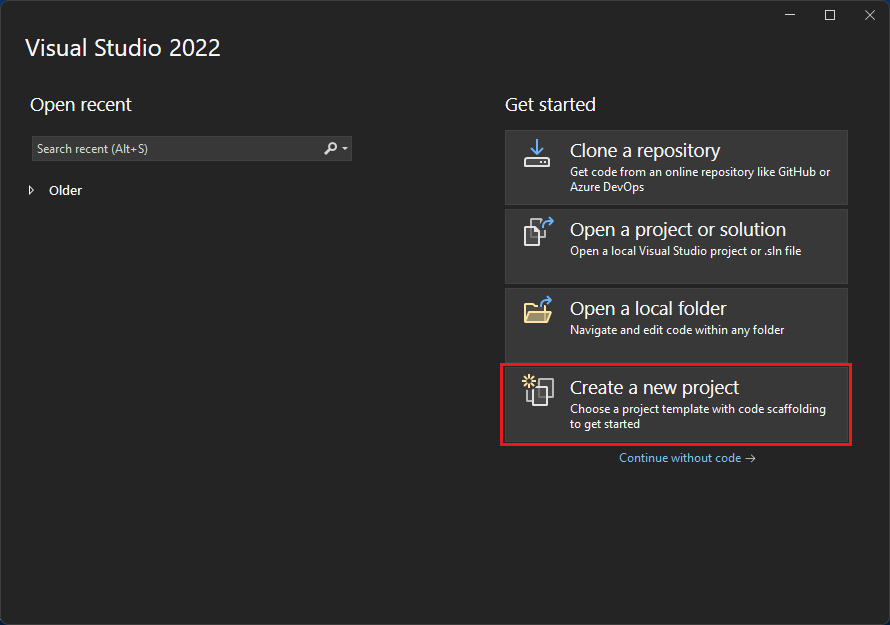 Visual Studio 2022
Open recent
Search recent (Alt+S)
Older
Get started
Clone a repository
Get code from an online repository like GitHub or
Azure DevOps
Open a project or solution
Open a local Visual Studio project or .sln file
Open a local folder
Navigate and edit code within any folder
Create a new project
Choose a project template with code scaffolding
to get started
Continue without code →